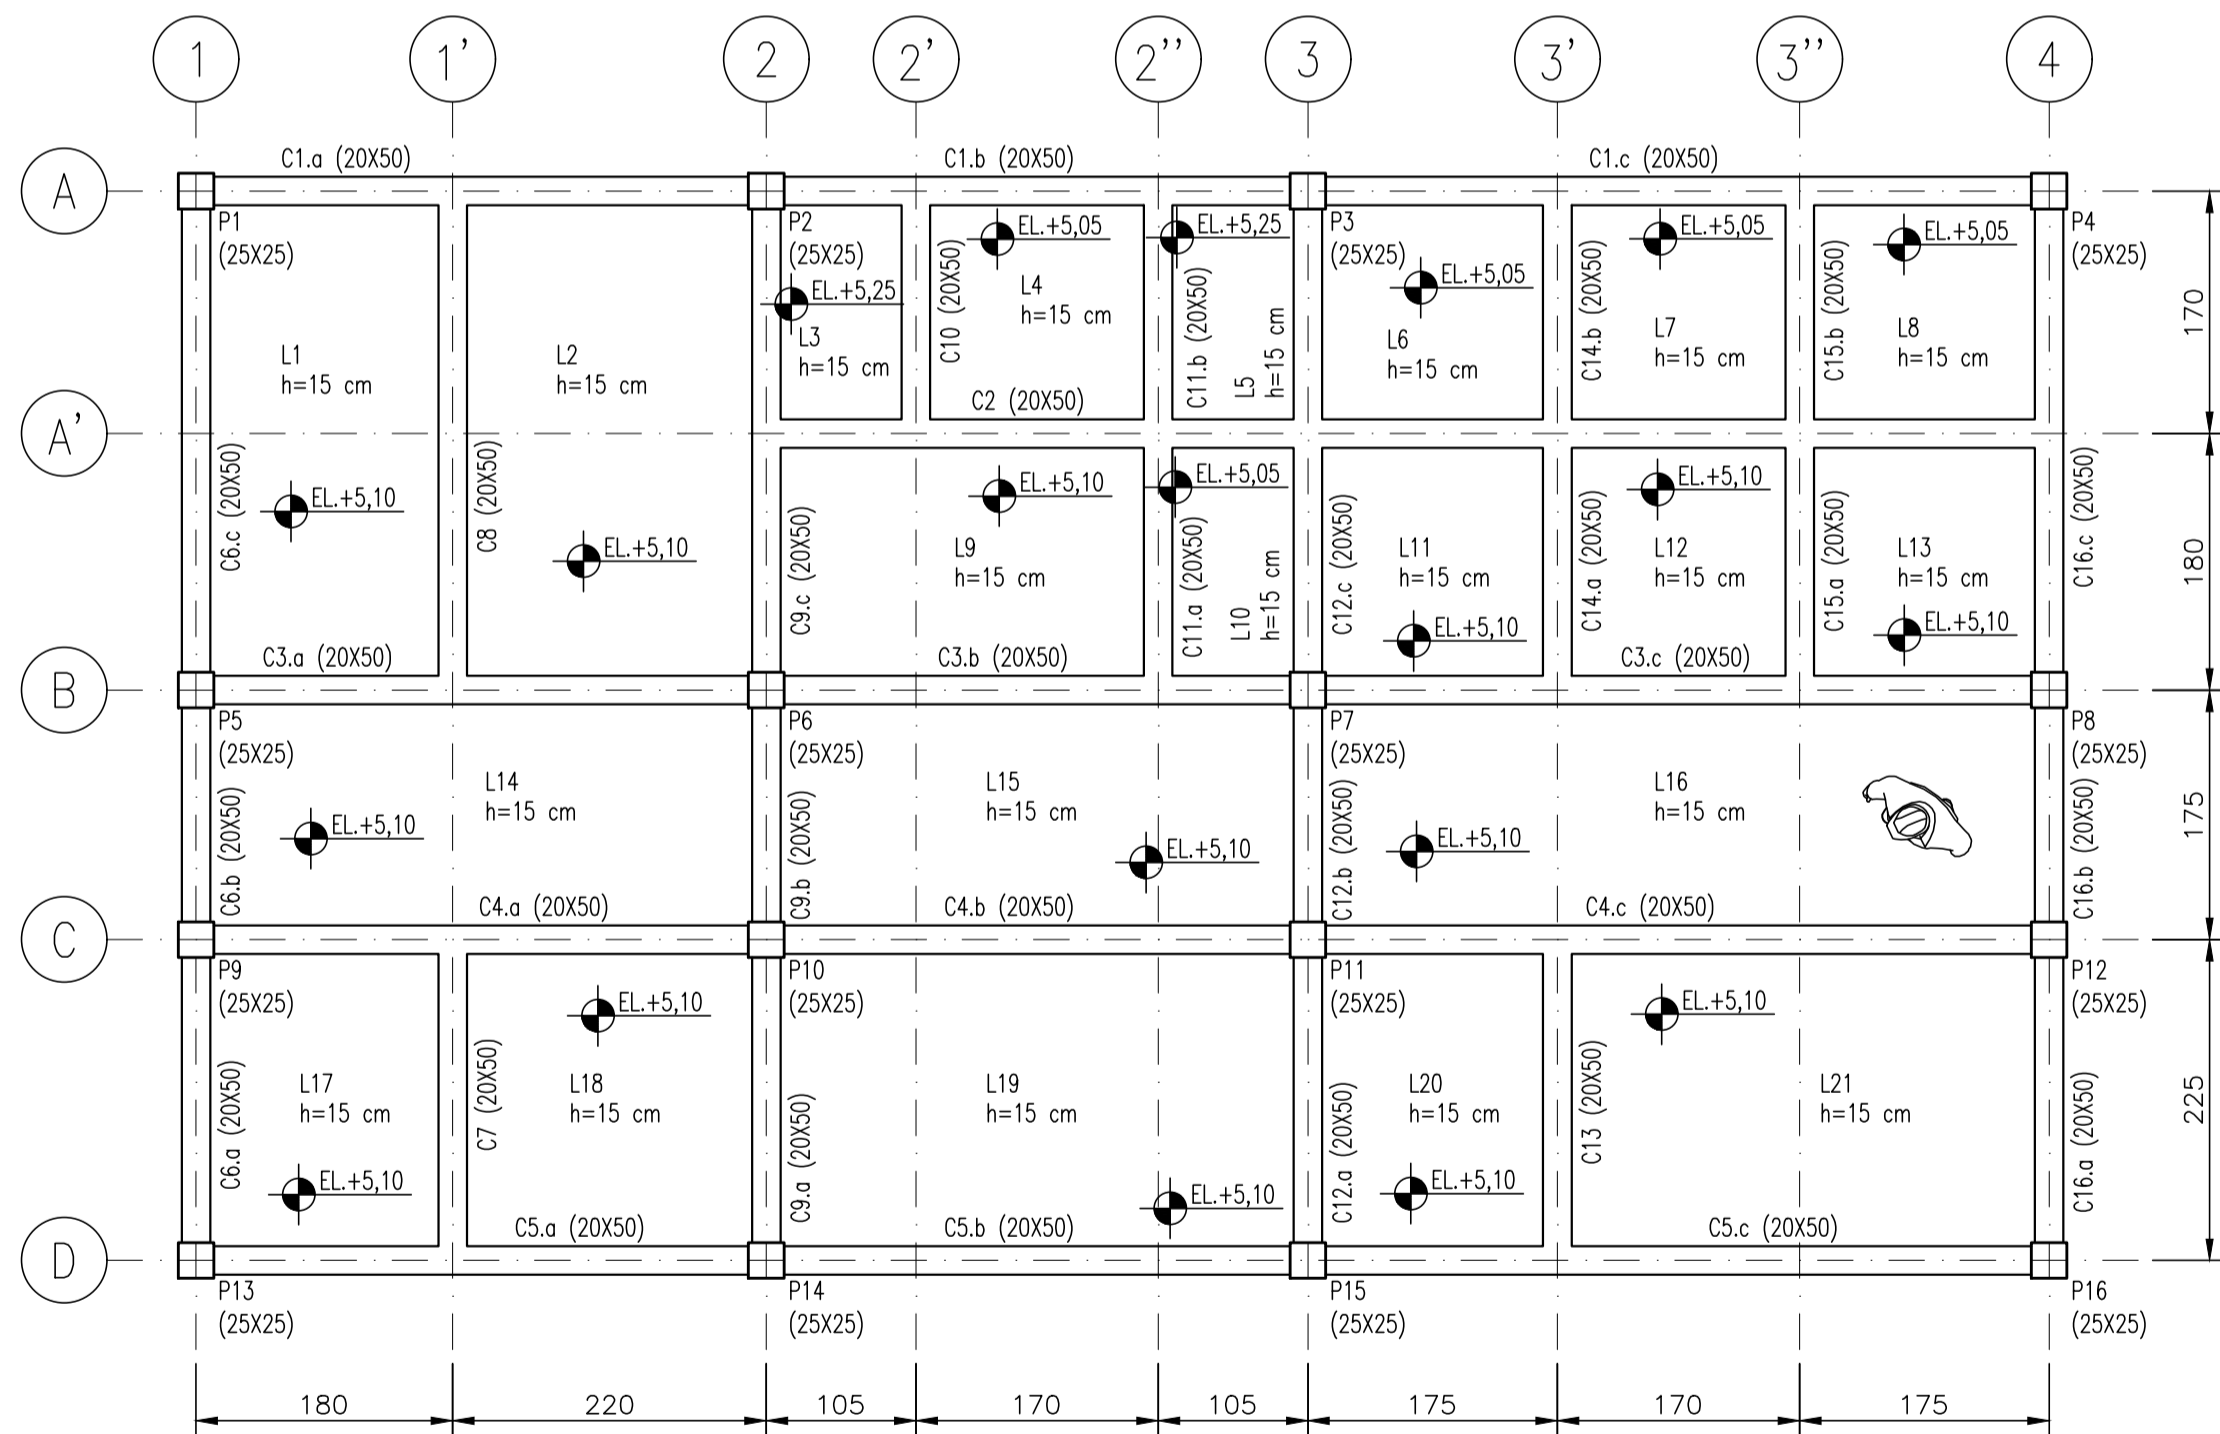 1 1' 2 2' 2'' 3 3' 3'' 4
C1.a (20X50) C1.b (20X50) C1.c (20X50)
A
P1
(25X25)
P2
(25X25)
EL.+5,25
L3
h=15 cm
C10 (20X50)
EL.+5,05
L4
h=15 cm
C2 (20X50)
EL.+5,25
C11.b (20X50)
L5
h=15 cm
P3
(25X25)
EL.+5,05
L6
h=15 cm
C14.b (20X50)
EL.+5,05
L7
h=15 cm
C15.b (20X50)
EL.+5,05
L8
h=15 cm
P4
(25X25)
170
L1
h=15 cm
L2
h=15 cm
A'
C6.c (20X50)
EL.+5,10
C8 (20X50)
EL.+5,10
C9.c (20X50)
EL.+5,10
L9
h=15 cm
EL.+5,05
C11.a (20X50)
L10
h=15 cm
C12.c (20X50)
L11
h=15 cm
EL.+5,10
C14.a (20X50)
EL.+5,10
L12
h=15 cm
C15.a (20X50)
L13
h=15 cm
EL.+5,10
C16.c (20X50)
180
C3.a (20X50) C3.b (20X50) C3.c (20X50)
B
P5
(25X25)
P6
(25X25)
P7
(25X25)
P8
(25X25)
C6.b (20X50)
EL.+5,10
L14
h=15 cm
C9.b (20X50)
L15
h=15 cm
EL.+5,10
C12.b (20X50)
EL.+5,10
L16
h=15 cm
C16.b (20X50)
175
C4.a (20X50) C4.b (20X50) C4.c (20X50)
C
P9
(25X25)
P10
(25X25)
P11
(25X25)
P12
(25X25)
C6.a (20X50)
L17
h=15 cm
EL.+5,10
C7 (20X50)
EL.+5,10
L18
h=15 cm
C9.a (20X50)
L19
h=15 cm
EL.+5,10
C12.a (20X50)
L20
h=15 cm
EL.+5,10
C13 (20X50)
EL.+5,10
L21
h=15 cm
C16.a (20X50)
225
C5.a (20X50) C5.b (20X50) C5.c (20X50)
D
P13
(25X25)
P14
(25X25)
P15
(25X25)
P16
(25X25)
180 220 105 170 105 175 170 175